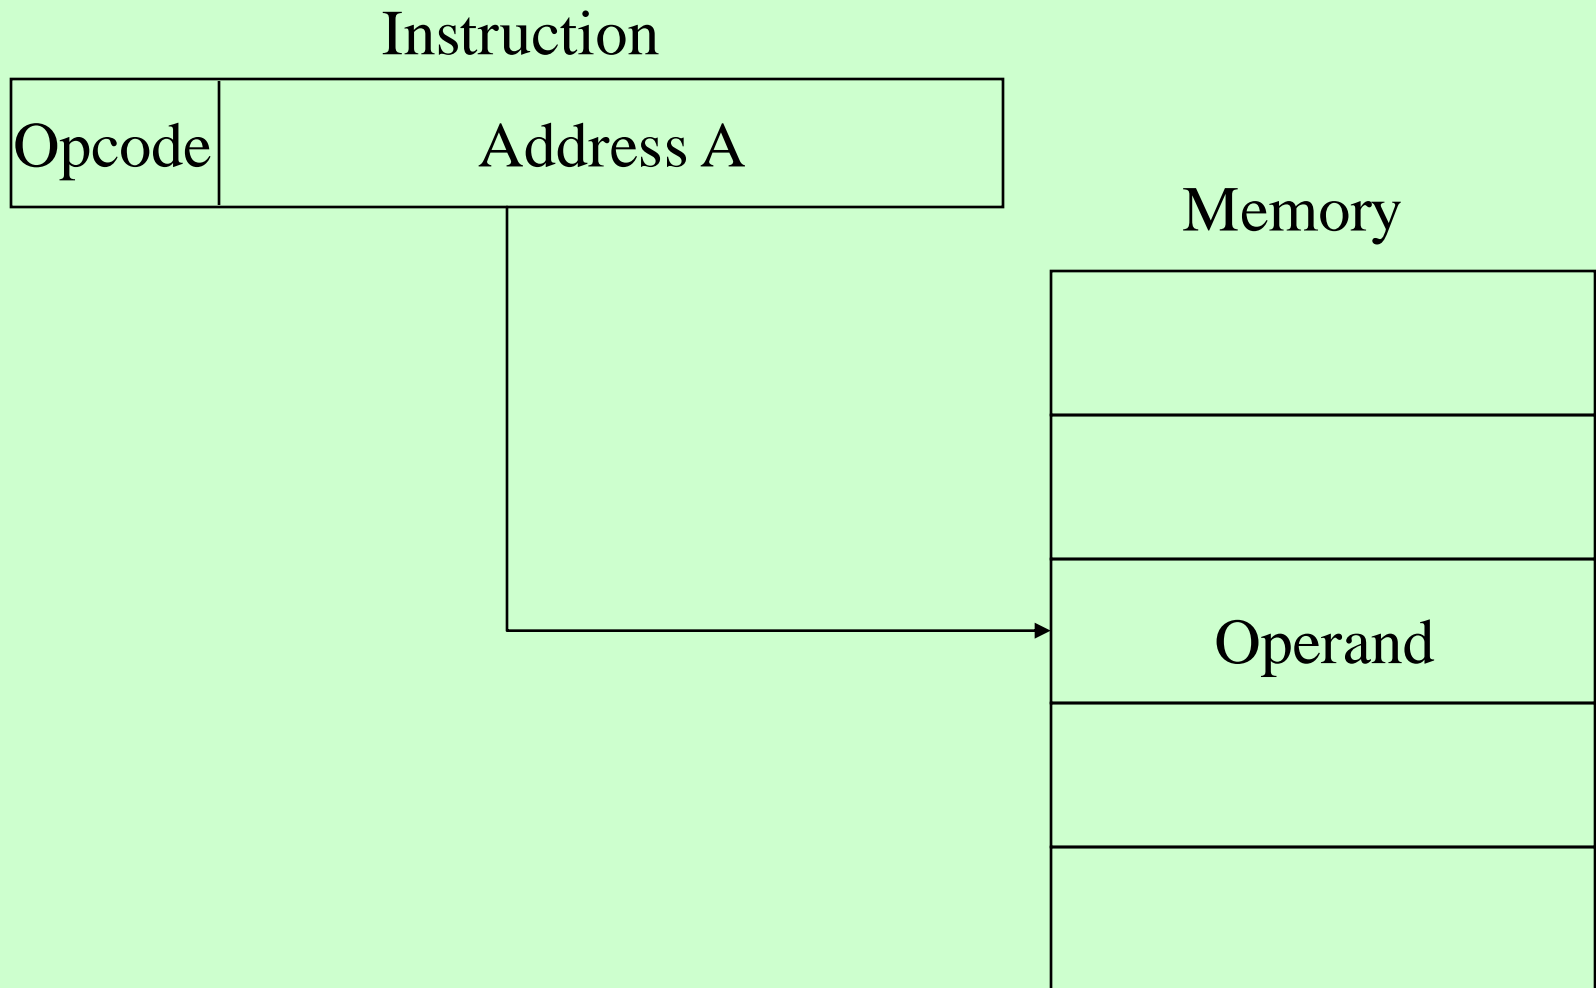 Instruction
Opcode
Address A
Memory
Operand